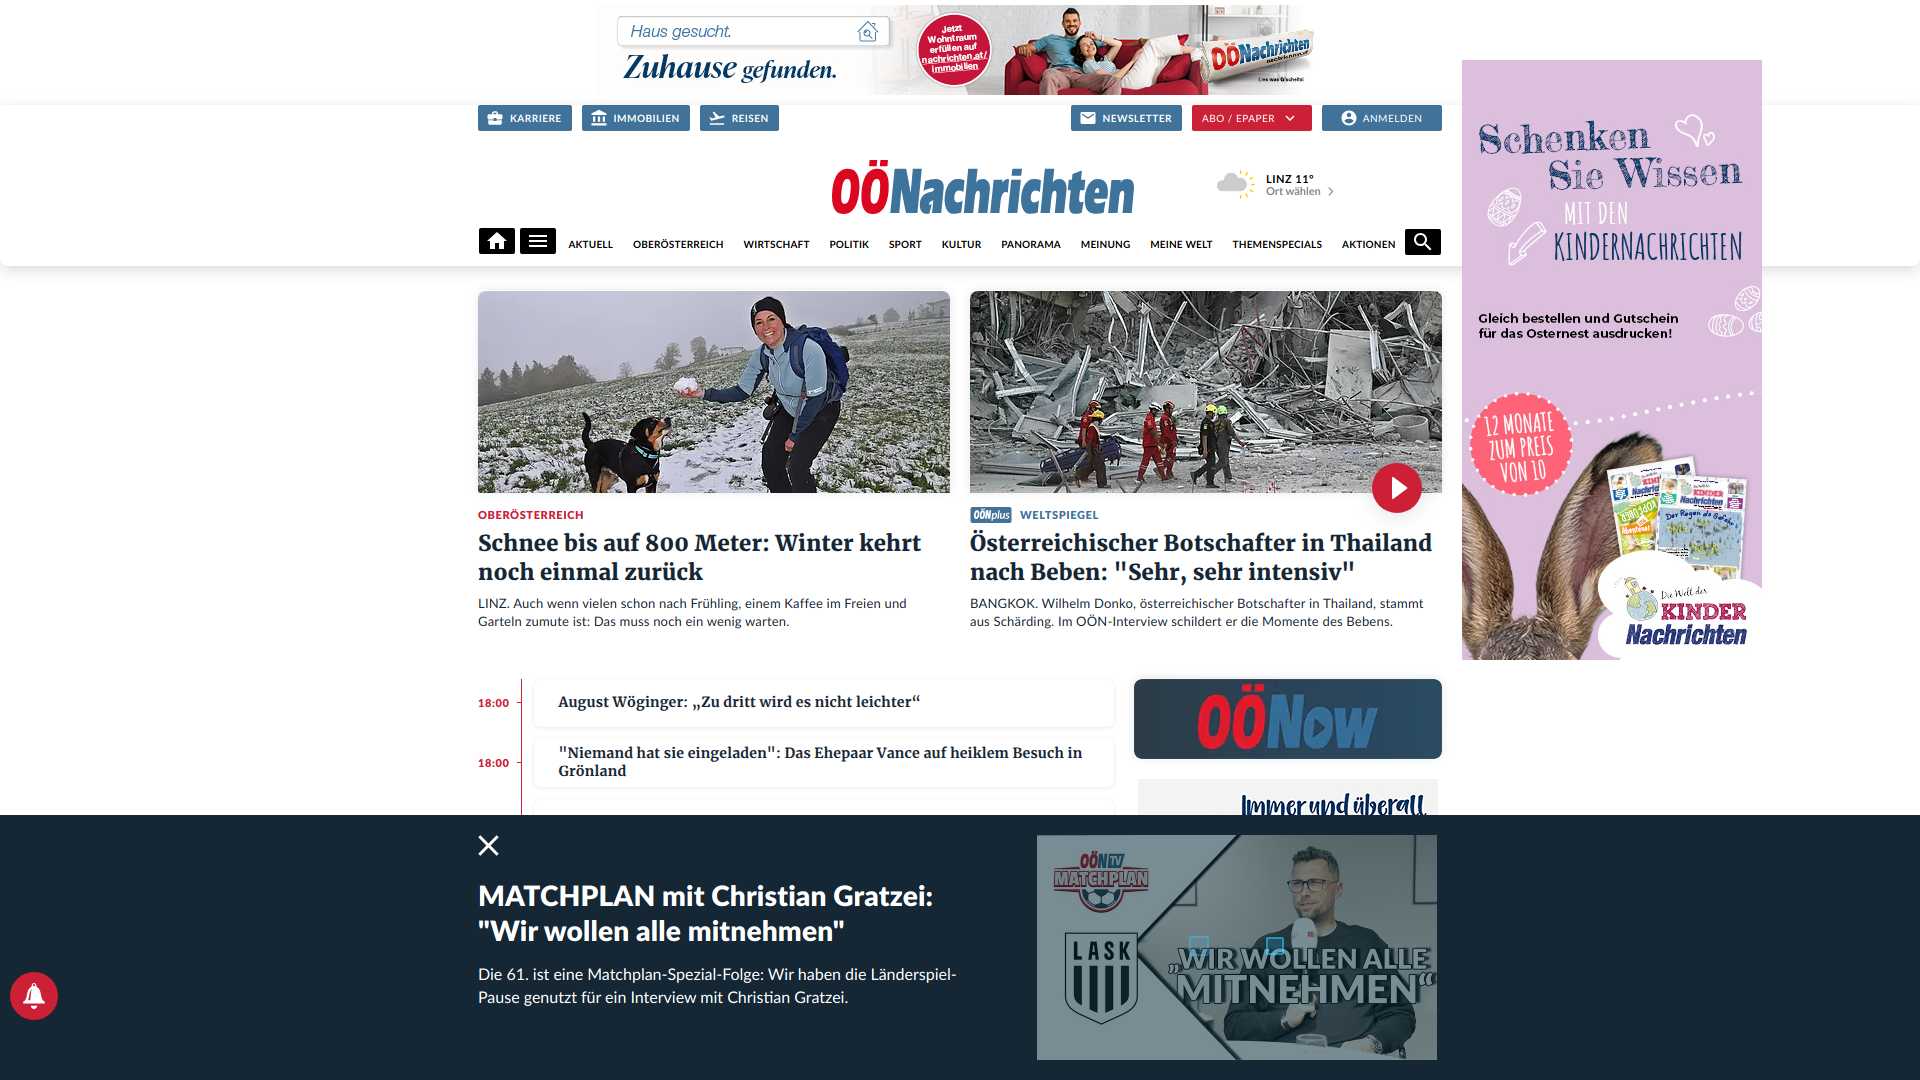 Haus gesucht.
Zuhause gefunden.
Jetzt
Wohntraum
erfüllen auf
nachrichten.at/
immobilien
OÖNachrichten
Lies was G'scheits!
KARRIERE
IMMOBILIEN
REISEN
NEWSLETTER
ABO / EPAPER
ANMELDEN
OÖNachrichten
LINZ 11°
Ort wählen
AKTUELL
OBERÖSTERREICH
WIRTSCHAFT
POLITIK
SPORT
KULTUR
PANORAMA
MEINUNG
MEINE WELT
THEMENSPECIALS
AKTIONEN
Schenken
Sie Wissen
MIT DEN
KINDERNACHRICHTEN
Gleich bestellen und Gutschein
für das Osternest ausdrucken!
12 MONATE
ZUM PREIS
VON 10
Die Welt der
KINDER
Nachrichten
OBERÖSTERREICH
Schnee bis auf 800 Meter: Winter kehrt
noch einmal zurück
LINZ. Auch wenn vielen schon nach Frühling, einem Kaffee im Freien und
Garteln zumute ist: Das muss noch ein wenig warten.
OÖNplus WELTSPIEGEL
Österreichischer Botschafter in Thailand
nach Beben: "Sehr, sehr intensiv"
BANGKOK. Wilhelm Donko, österreichischer Botschafter in Thailand, stammt
aus Schärding. Im OÖN-Interview schildert er die Momente des Bebens.
18:00
August Wöginger: „Zu dritt wird es nicht leichter“
18:00
"Niemand hat sie eingeladen": Das Ehepaar Vance auf heiklem Besuch in
Grönland
OÖNow
Immer und überall
MATCHPLAN mit Christian Gratzei:
"Wir wollen alle mitnehmen"
Die 61. ist eine Matchplan-Spezial-Folge: Wir haben die Länderspiel-
Pause genutzt für ein Interview mit Christian Gratzei.
OÖN TV
MATCHPLAN
LASK
„WIR WOLLEN ALLE
MITNEHMEN“